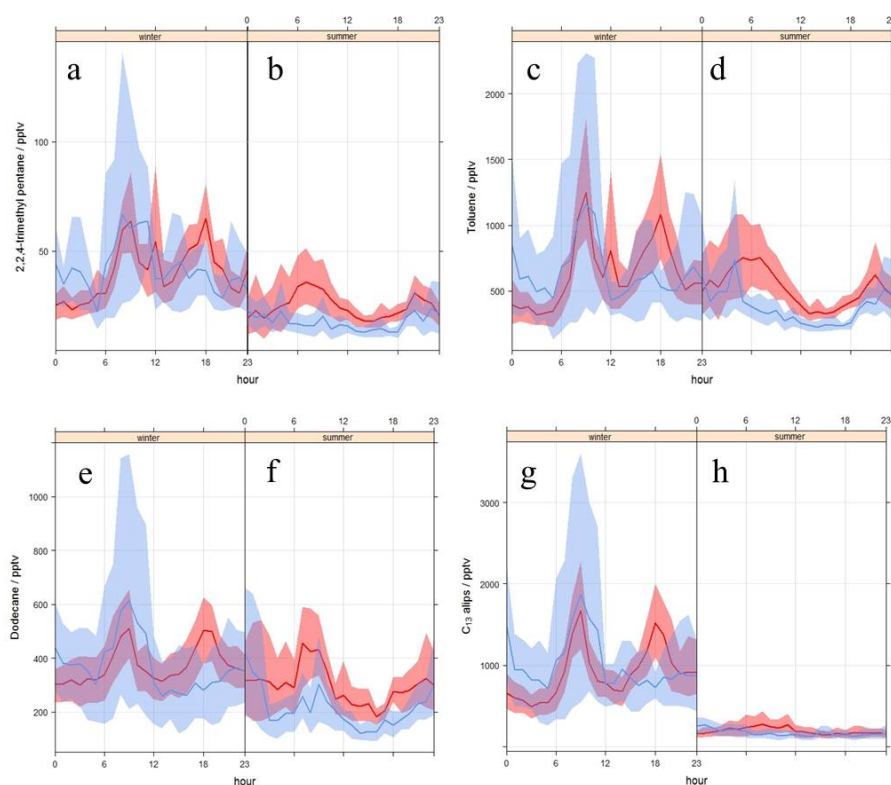 0 6 12 18 23
winter summer
a b
2,2,4-trimethyl pentane / pptv
100
50
0 6 12 18 23
hour
0 6 12 18 23
winter summer
c d
Toluene / pptv
2000
1500
1000
500
0 6 12 18 23
hour
0 6 12 18 23
winter summer
e f
Dodecane / pptv
1000
800
600
400
200
0 6 12 18 23
hour
0 6 12 18 23
winter summer
g h
C13 alips / pptv
3000
2000
1000
0 6 12 18 23
hour